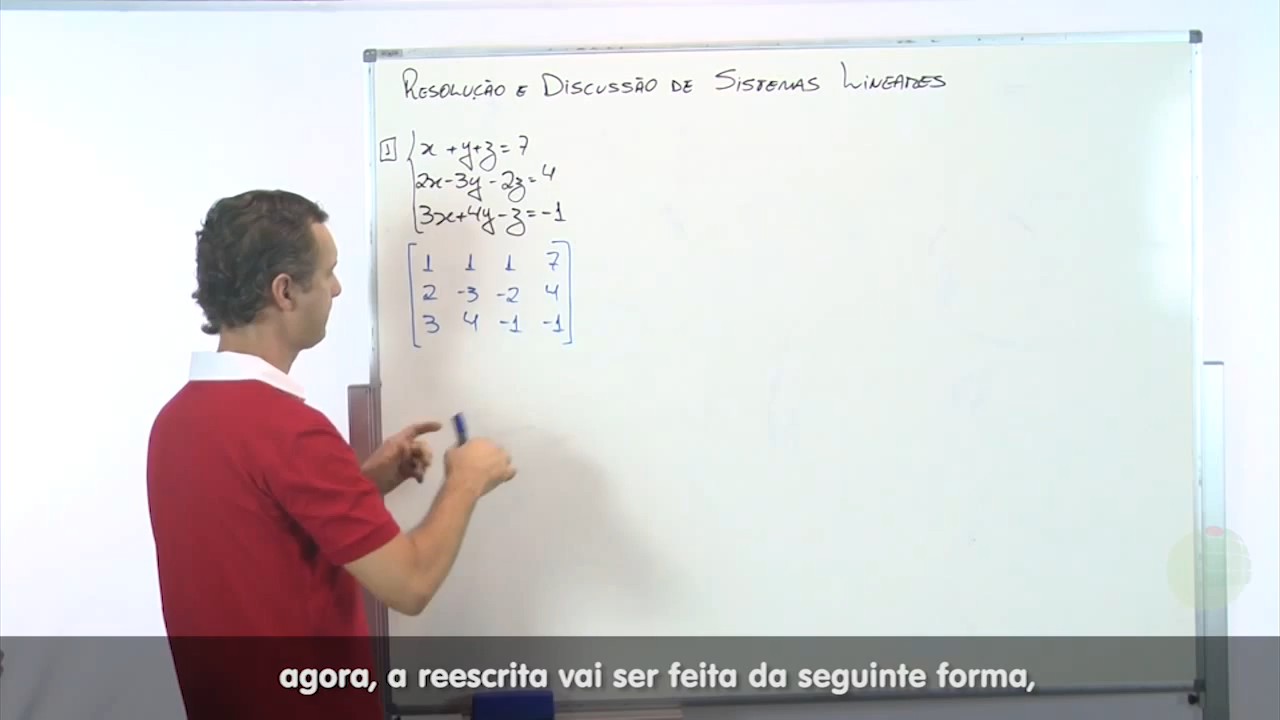 RESOLUÇÃO E DISCUSSÃO DE SISTEMAS LINEARES
1 x + y + z = 7
2x - 3y - 2z = 4
3x + 4y - z = -1
1 1 1 7
2 -3 -2 4
3 4 -1 -1
agora, a reescrita vai ser feita da seguinte forma,